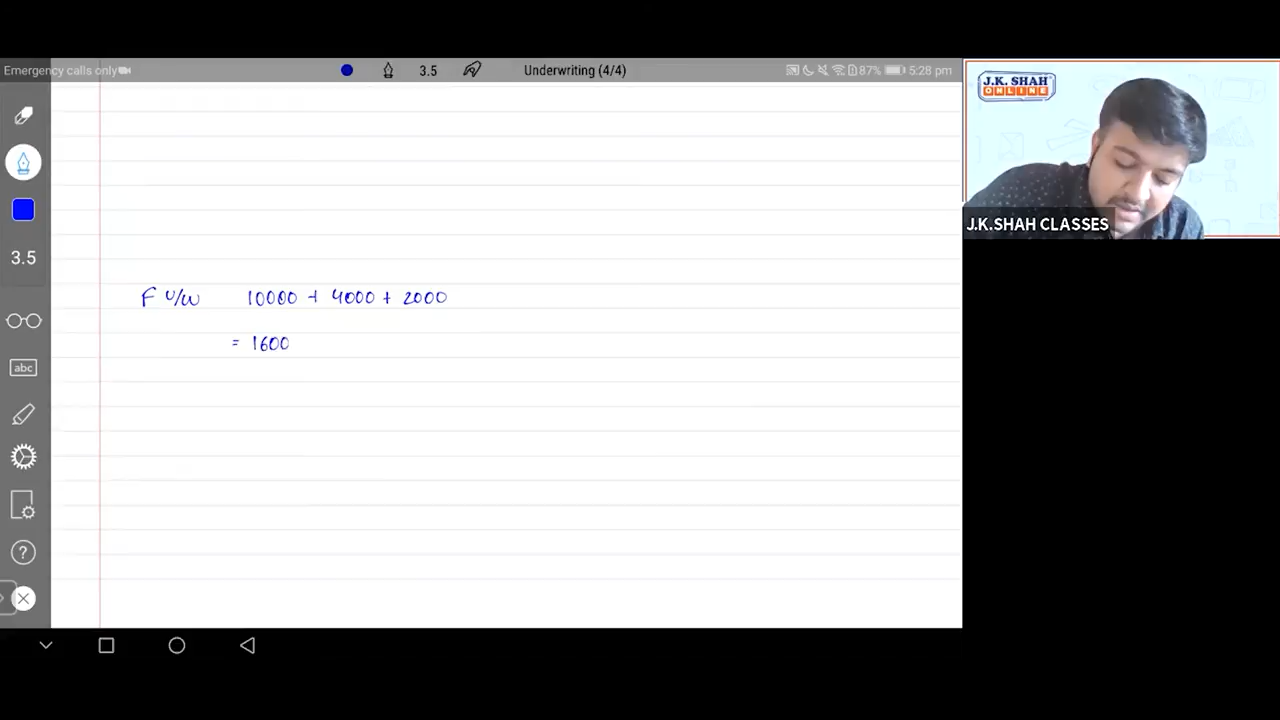 Emergency calls only
3.5
Underwriting (4/4)
87%
5:28 pm
J.K. SHAH
ONLINE
J.K.SHAH CLASSES
3.5
abc
?
F U/W 10000 + 4000 + 2000
= 1600